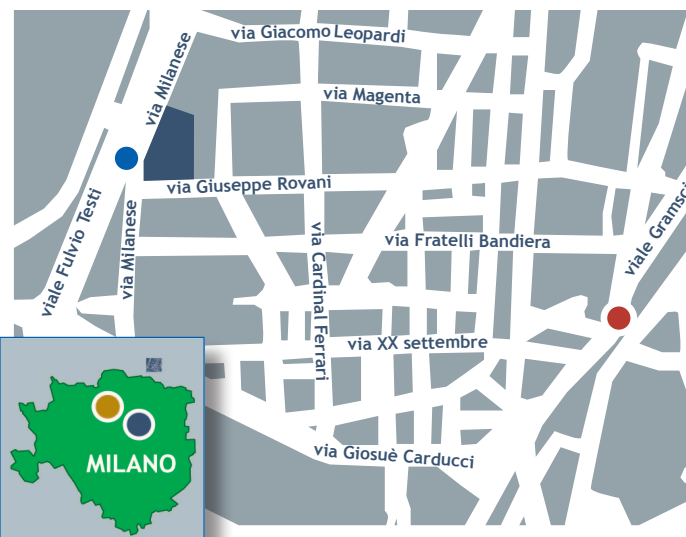 via Giacomo Leopardi
via Milanese
via Magenta
via Giuseppe Rovani
viale Gramsci
viale Fulvio Testi
via Milanese
via Cardinal Ferrari
via Fratelli Bandiera
via XX settembre
via Giosuè Carducci
MILANO